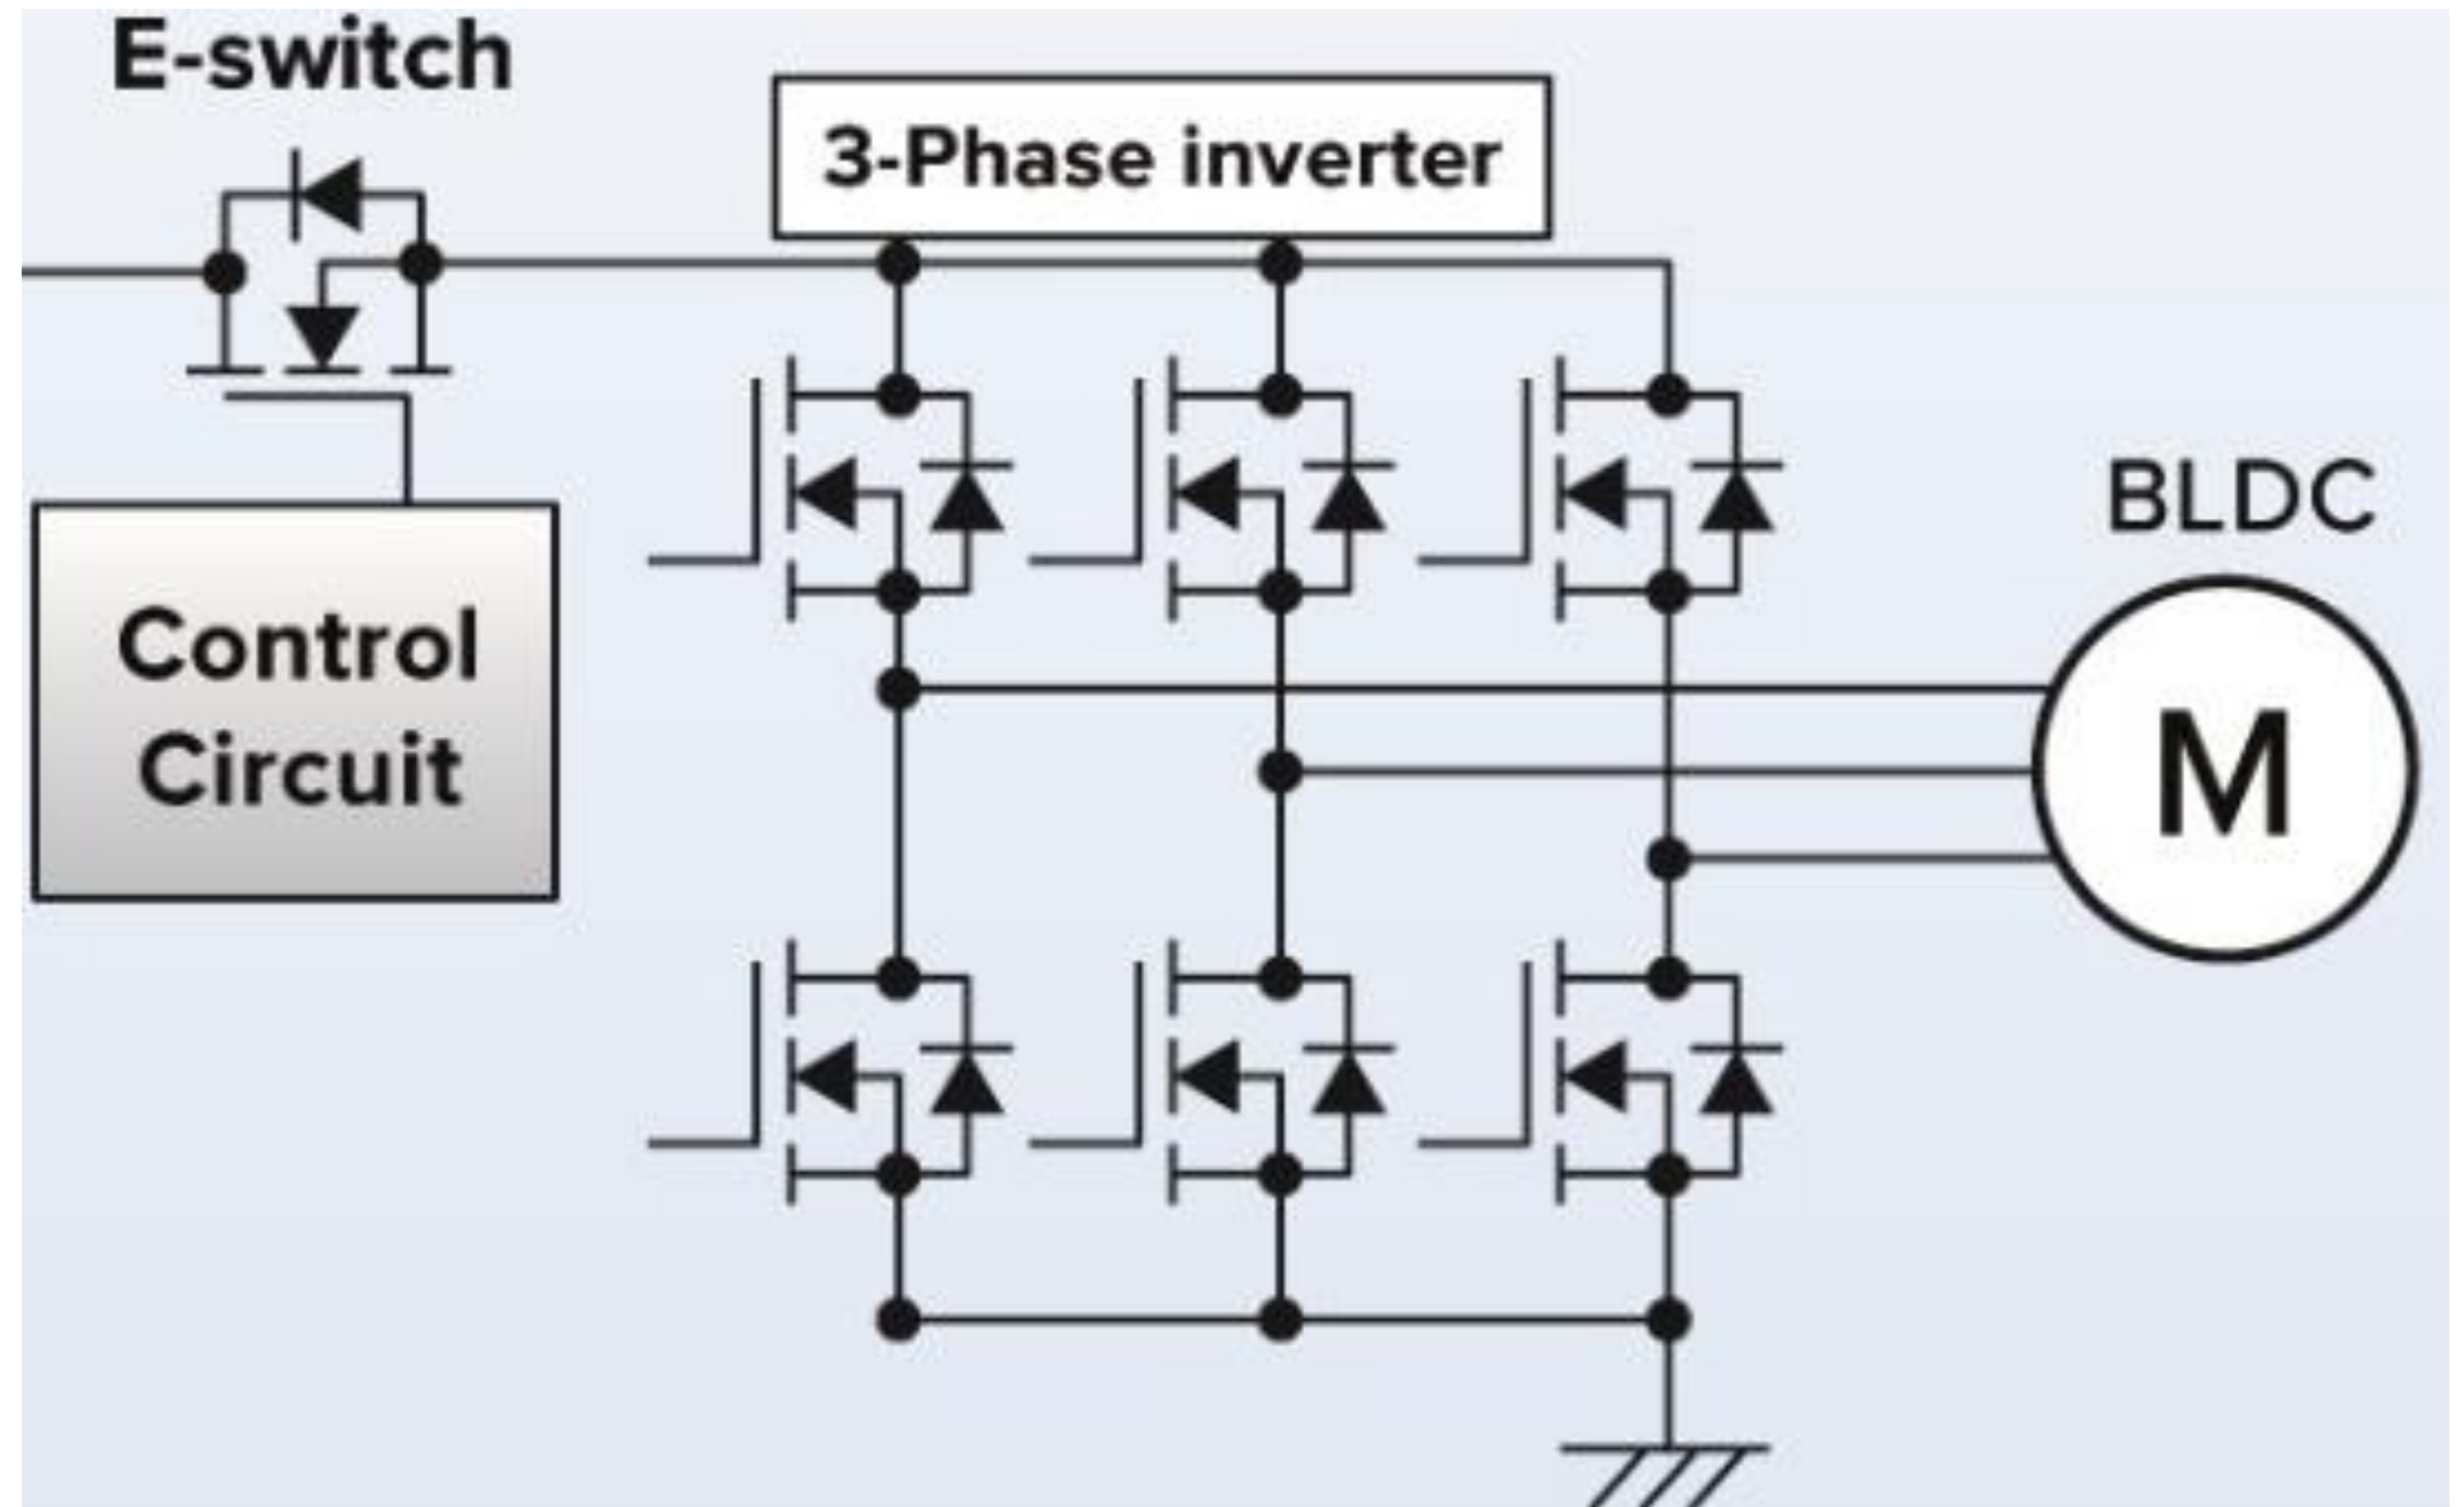 E-switch
3-Phase inverter
Control
Circuit
BLDC
M